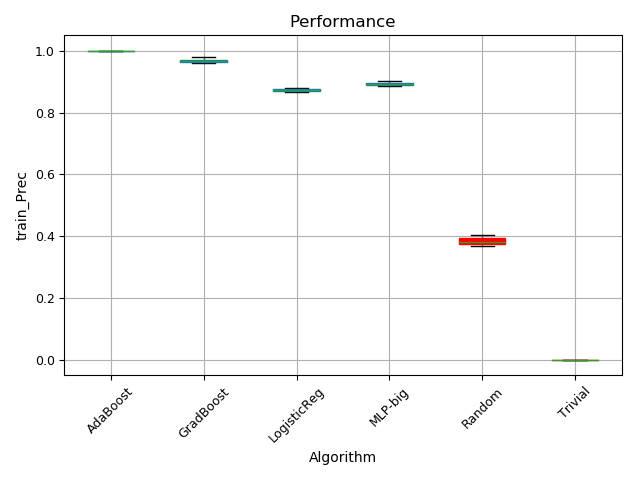 Performance
1.0
0.8
0.6
0.4
0.2
0.0
train_Prec
AdaBoost
GradBoost
LogisticReg
MLP-big
Random
Trivial
Algorithm